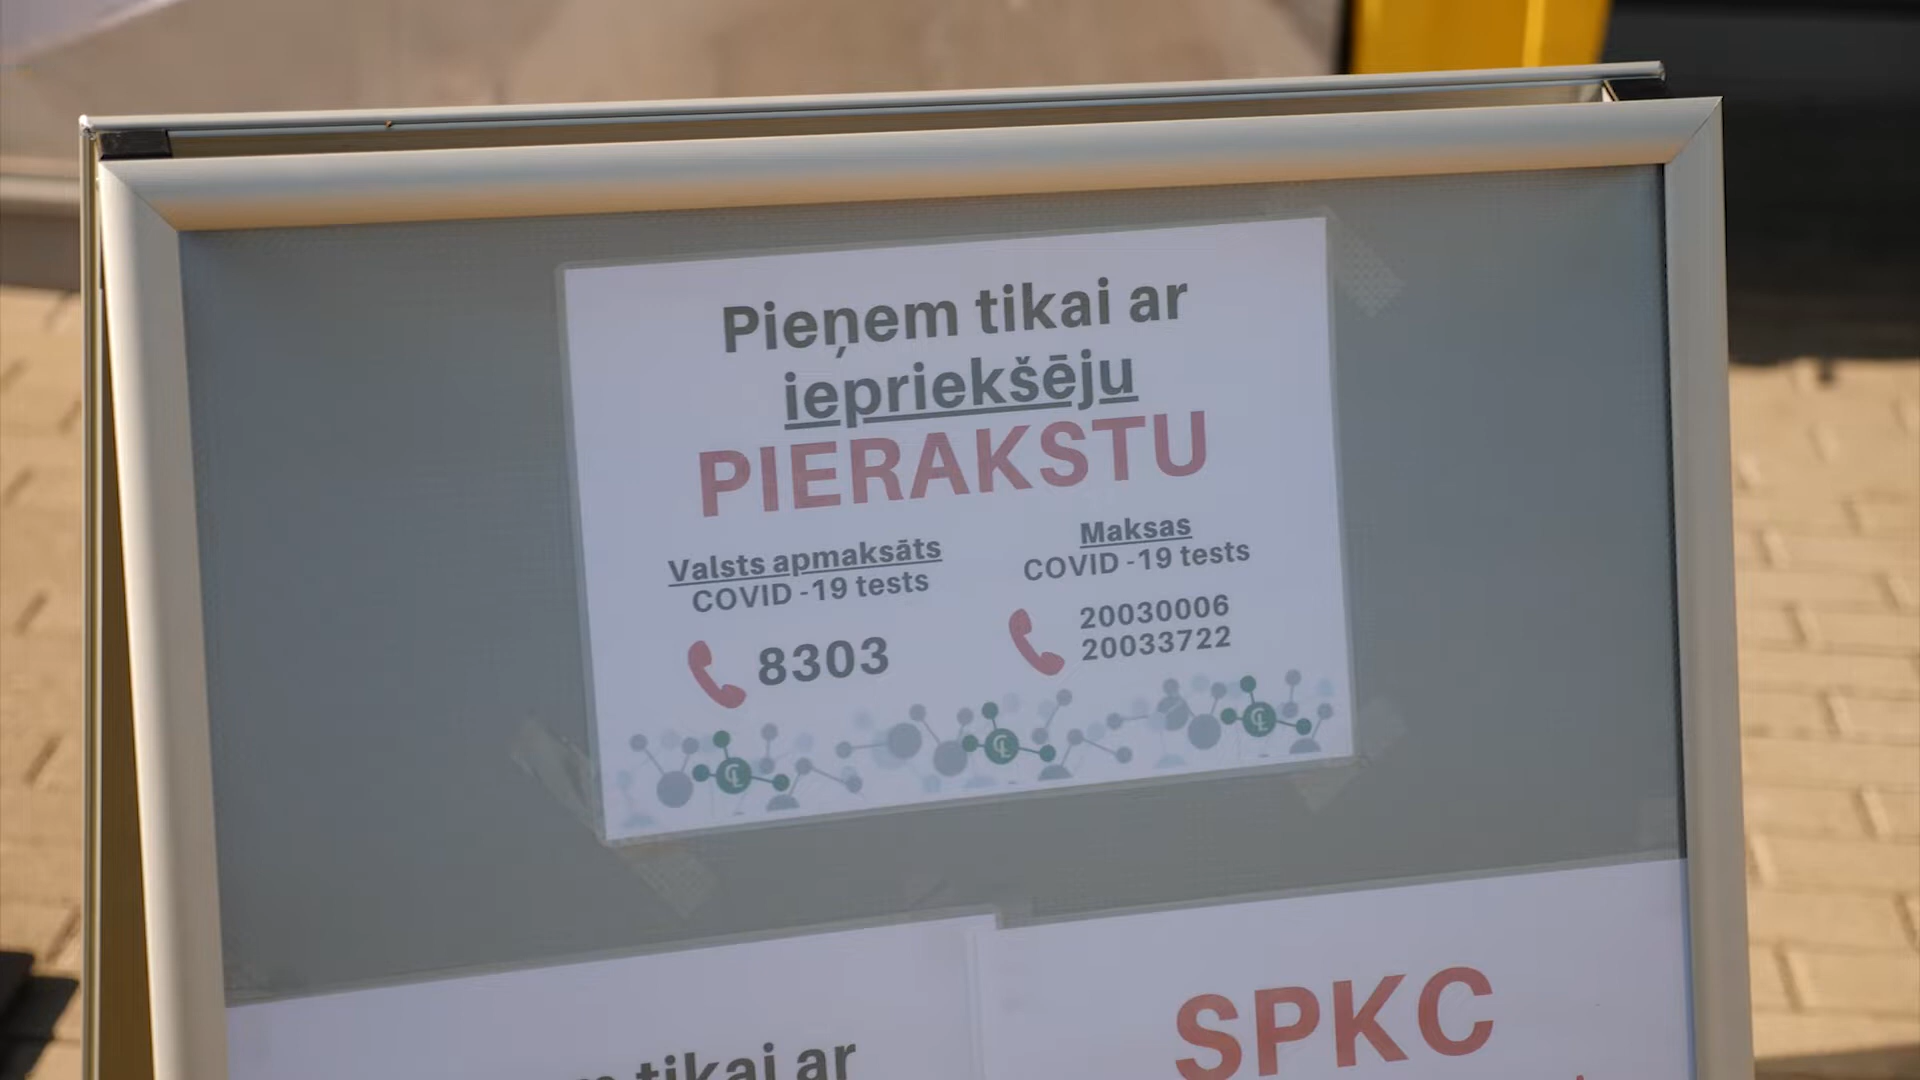 Pieņem tikai ar
iepriekšēju
PIERAKSTU
Valsts apmaksāts
COVID -19 tests
8303
Maksas
COVID -19 tests
20030006
20033722
tikai ar
SPKC